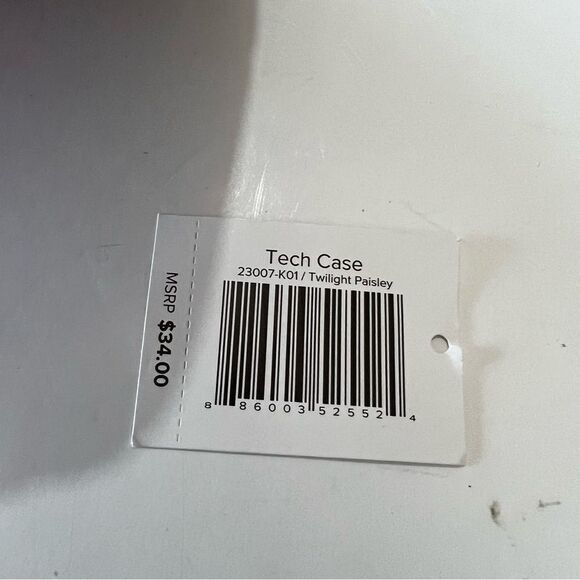 Tech Case
23007-K01 / Twilight Paisley
8 86003 52552 4
MSRP $34.00